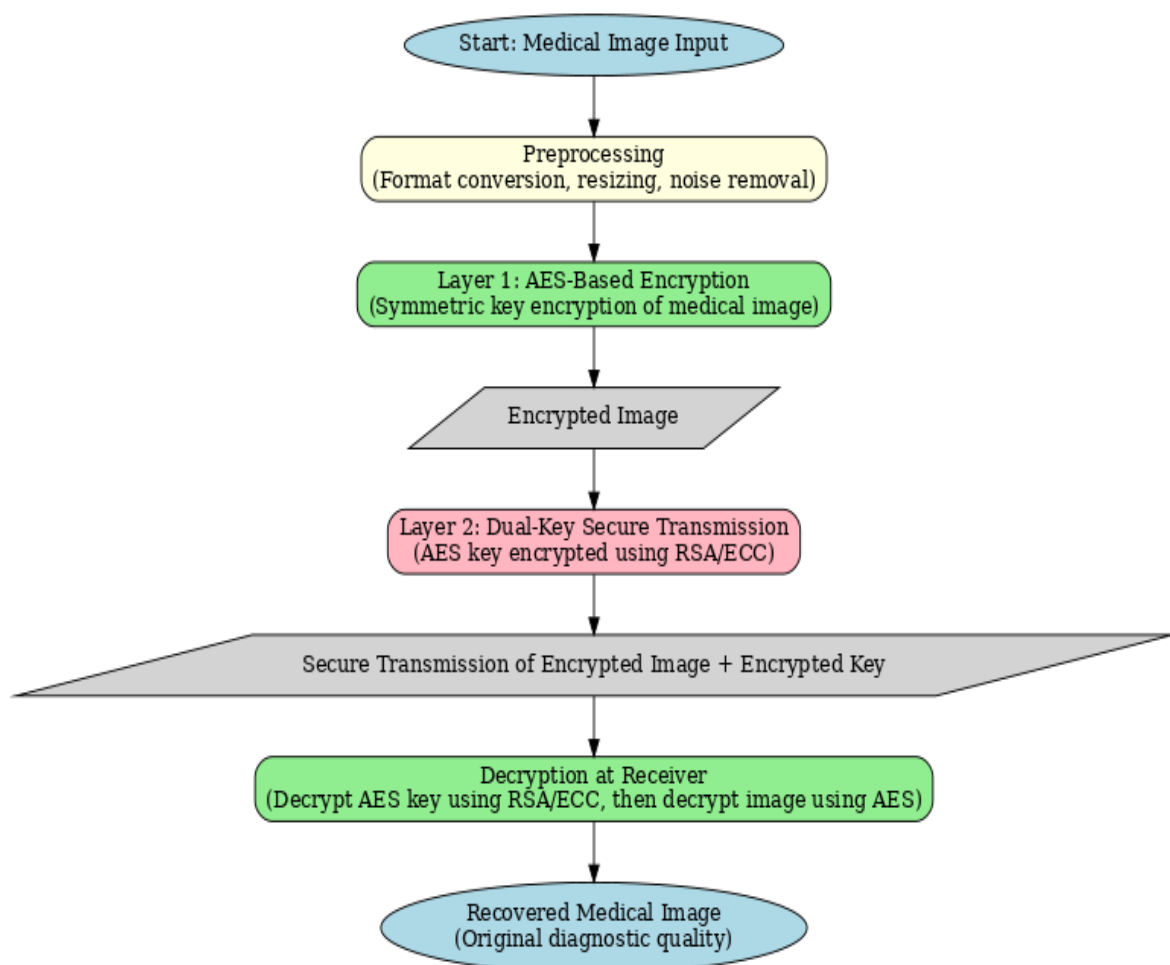 Start: Medical Image Input
Preprocessing
(Format conversion, resizing, noise removal)
Layer 1: AES-Based Encryption
(Symmetric key encryption of medical image)
Encrypted Image
Layer 2: Dual-Key Secure Transmission
(AES key encrypted using RSA/ECC)
Secure Transmission of Encrypted Image + Encrypted Key
Decryption at Receiver
(Decrypt AES key using RSA/ECC, then decrypt image using AES)
Recovered Medical Image
(Original diagnostic quality)